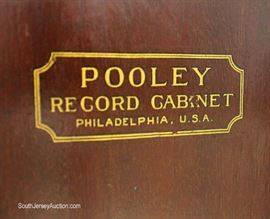 POOLEY
RECORD CABINET
PHILADELPHIA, U.S.A.
SouthJerseyAuction.com